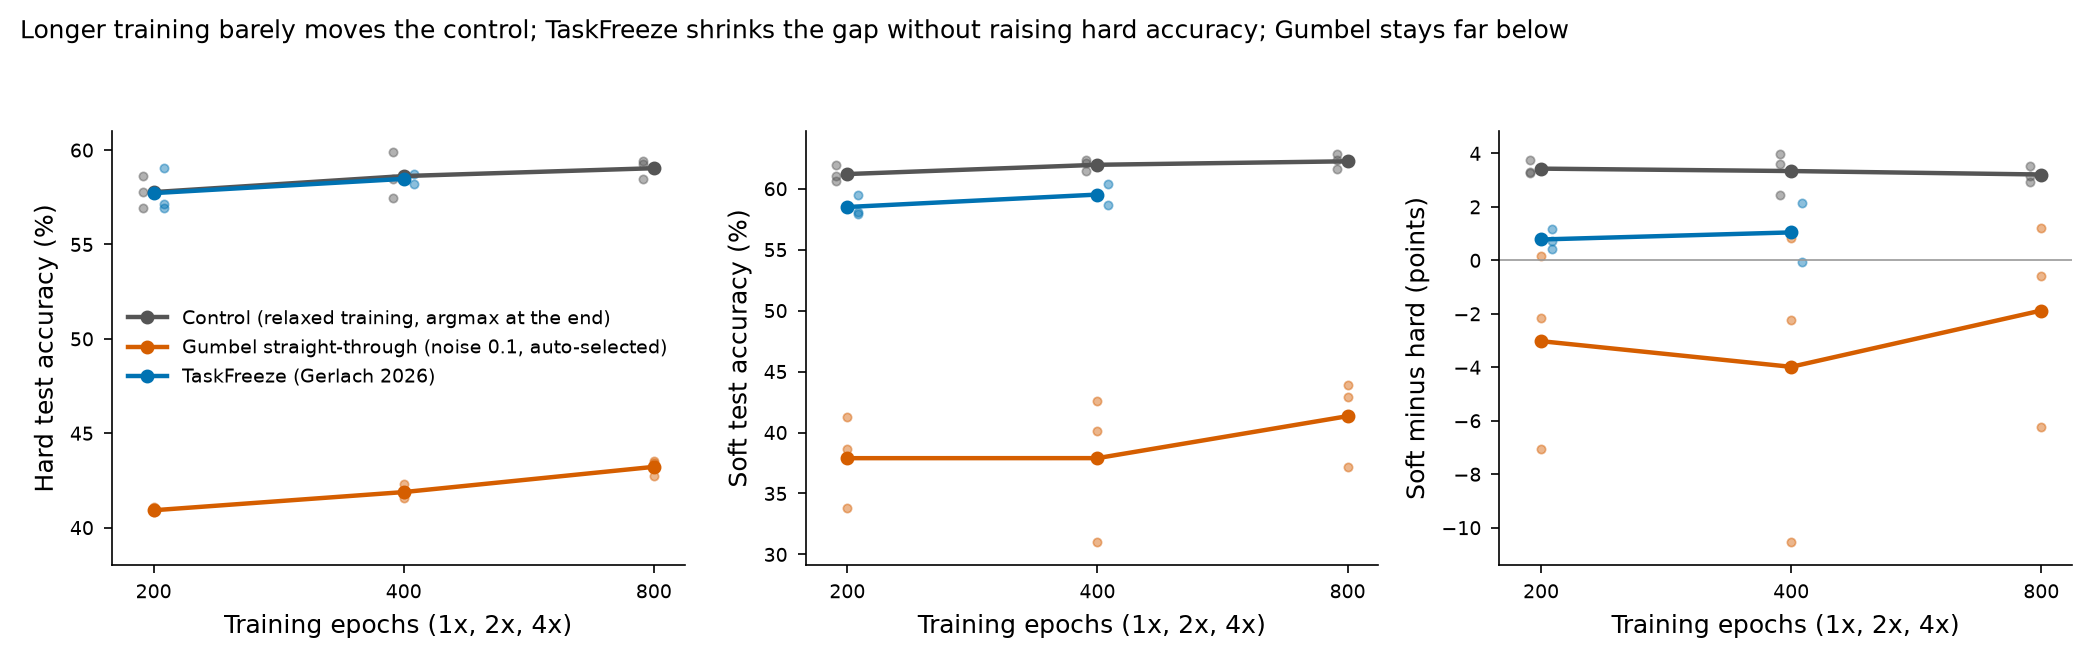 Longer training barely moves the control; TaskFreeze shrinks the gap without raising hard accuracy; Gumbel stays far below
Hard test accuracy (%)
60
55
50
45
40
Control (relaxed training, argmax at the end)
Gumbel straight-through (noise 0.1, auto-selected)
TaskFreeze (Gerlach 2026)
200
400
800
Training epochs (1x, 2x, 4x)
Soft test accuracy (%)
60
55
50
45
40
35
30
200
400
800
Training epochs (1x, 2x, 4x)
Soft minus hard (points)
4
2
0
−2
−4
−6
−8
−10
200
400
800
Training epochs (1x, 2x, 4x)